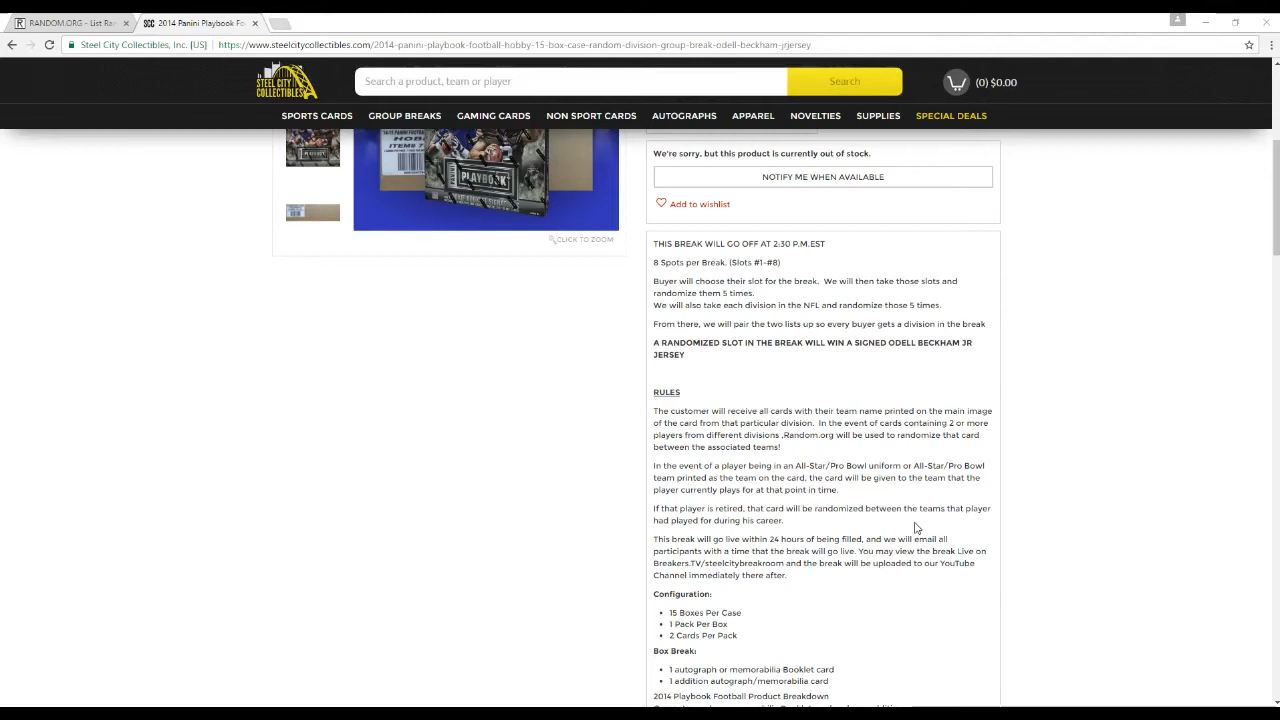 RANDOM.ORG - List Ran
2014 Panini Playbook Fo
Steel City Collectibles, Inc. [US]
https://www.steelcitycollectibles.com/2014-panini-playbook-football-hobby-15-box-case-random-division-group-break-odell-beckham-jrjersey
STEEL CITY
COLLECTIBLES
Search a product, team or player
Search
(0) $0.00
SPORTS CARDS
GROUP BREAKS
GAMING CARDS
NON SPORT CARDS
AUTOGRAPHS
APPAREL
NOVELTIES
SUPPLIES
SPECIAL DEALS
PLAYBOOK
CLICK TO ZOOM
We're sorry, but this product is currently out of stock.
NOTIFY ME WHEN AVAILABLE
Add to wishlist
THIS BREAK WILL GO OFF AT 2:30 P.M.EST
8 Spots per Break. (Slots #1-#8)
Buyer will choose their slot for the break. We will then take those slots and
randomize them 5 times.
We will also take each division in the NFL and randomize those 5 times.
From there, we will pair the two lists up so every buyer gets a division in the break
A RANDOMIZED SLOT IN THE BREAK WILL WIN A SIGNED ODELL BECKHAM JR
JERSEY
RULES
The customer will receive all cards with their team name printed on the main image
of the card from that particular division. In the event of cards containing 2 or more
players from different divisions ,Random.org will be used to randomize that card
between the associated teams!
In the event of a player being in an All-Star/Pro Bowl uniform or All-Star/Pro Bowl
team printed as the team on the card, the card will be given to the team that the
player currently plays for at that point in time.
If that player is retired, that card will be randomized between the teams that player
had played for during his career.
This break will go live within 24 hours of being filled, and we will email all
participants with a time that the break will go live. You may view the break Live on
Breakers.TV/steelcitybreakroom and the break will be uploaded to our YouTube
Channel immediately there after.
Configuration:
• 15 Boxes Per Case
• 1 Pack Per Box
• 2 Cards Per Pack
Box Break:
• 1 autograph or memorabilia Booklet card
• 1 addition autograph/memorabilia card
2014 Playbook Football Product Breakdown